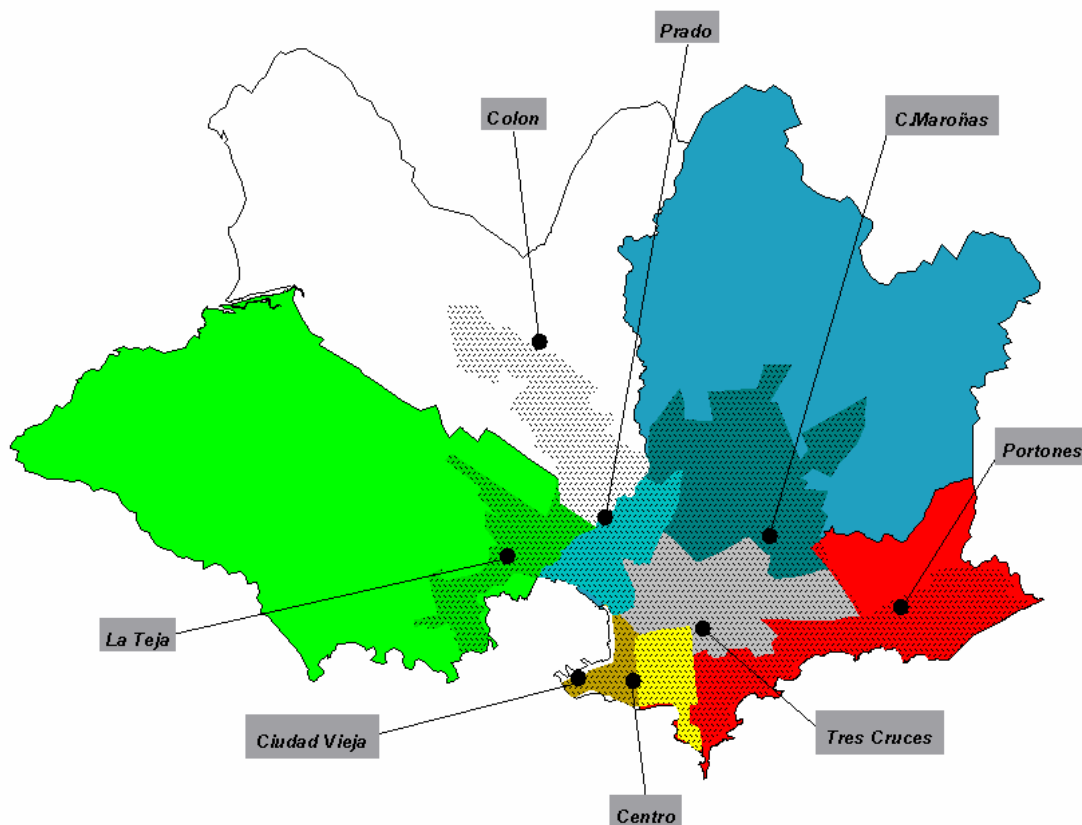 Prado
Colon
C.Maroñas
Portones
La Teja
Ciudad Vieja
Tres Cruces
Centro